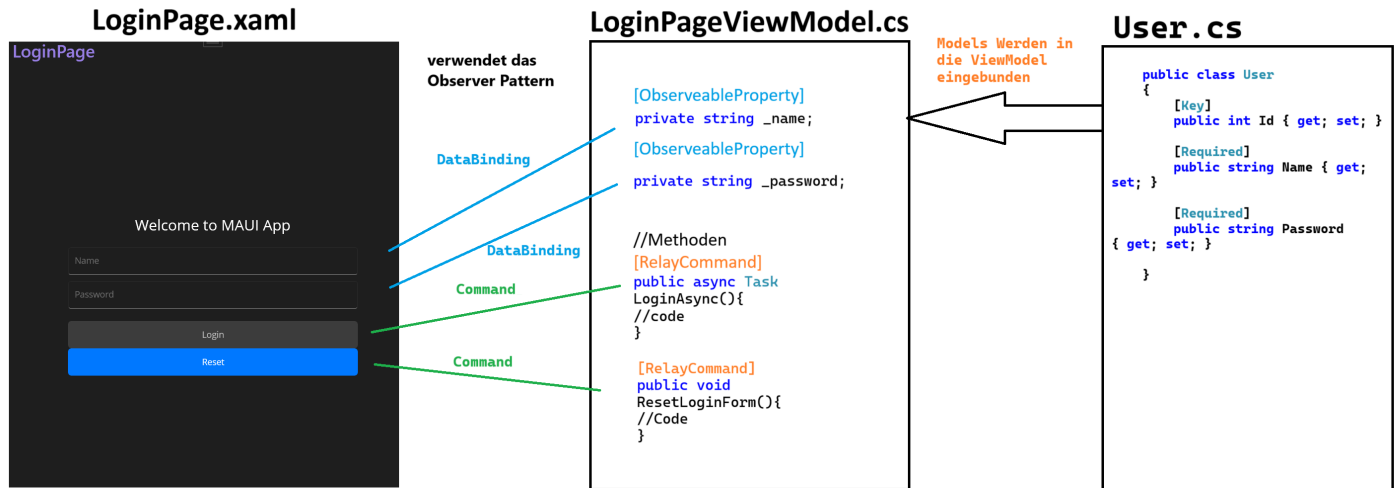 LoginPage.xaml
LoginPage
Welcome to MAUI App
Name
Password
Login
Reset
verwendet das
Observer Pattern
DataBinding
DataBinding
Command
Command
LoginPageViewModel.cs
[ObserveableProperty]
private string _name;
[ObserveableProperty]
private string _password;
//Methoden
[RelayCommand]
public async Task
LoginAsync(){
//code
}
[RelayCommand]
public void
ResetLoginForm(){
//Code
}
Models Werden in
die ViewModel
eingebunden
User.cs
public class User
{
[Key]
public int Id { get; set; }
[Required]
public string Name { get;
set; }
[Required]
public string Password
{ get; set; }
}